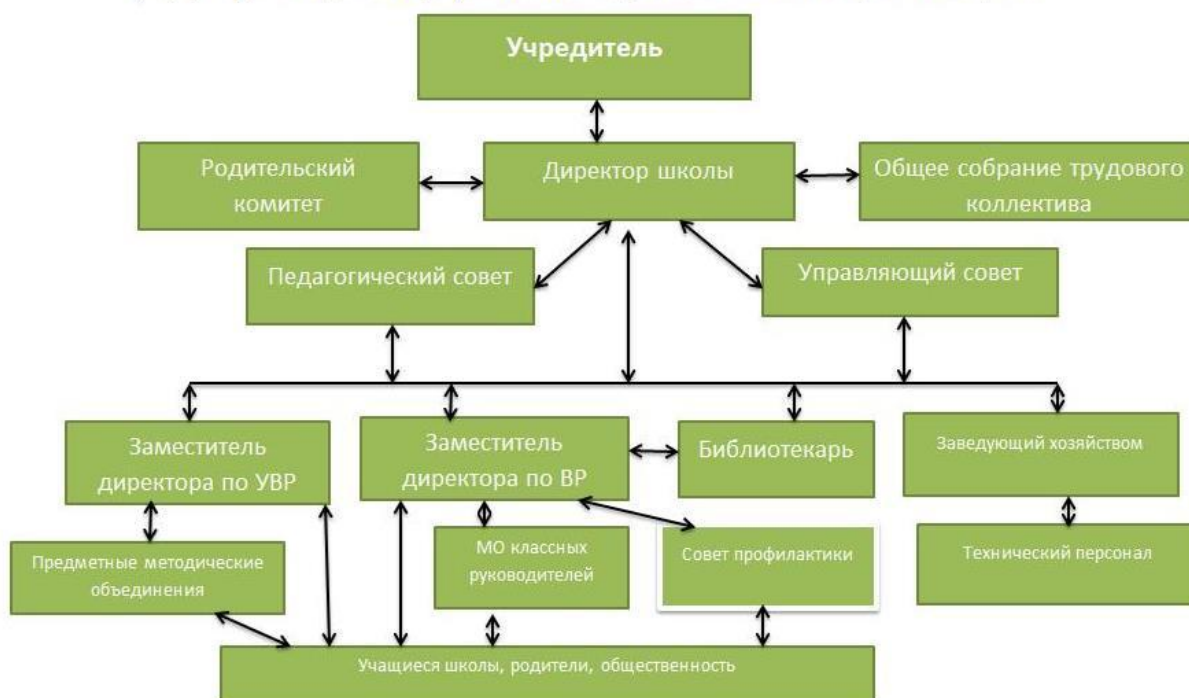 Учредитель
Родительский
комитет
Директор школы
Общее собрание трудового
коллектива
Педагогический совет
Управляющий совет
Заместитель
директора по УВР
Заместитель
директора по ВР
Библиотекарь
Заведующий хозяйством
Предметные методические
объединения
МО классных
руководителей
Совет профилактики
Технический персонал
Учащиеся школы, родители, общественность